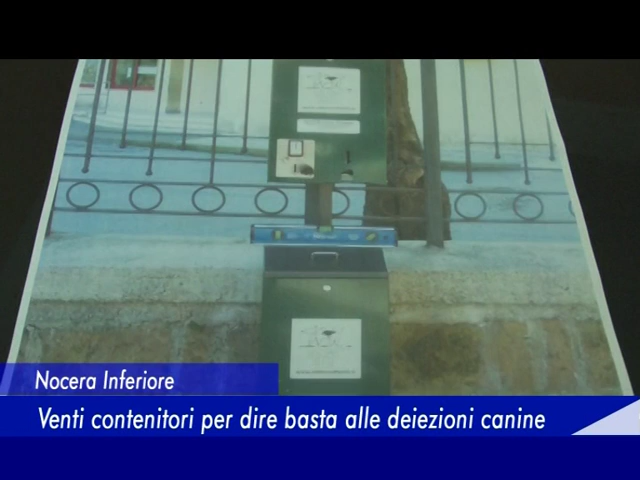 Nocera Inferiore
Venti contenitori per dire basta alle deiezioni canine